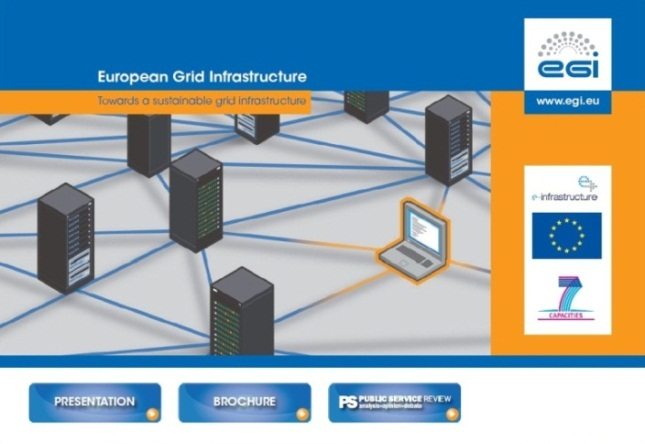 European Grid Infrastructure
Towards a sustainable grid infrastructure
egi
www.egi.eu
e-infrastructure
7
CAPACITIES
PRESENTATION
BROCHURE
PS PUBLIC SERVICE REVIEW
analysis•opinion•debate